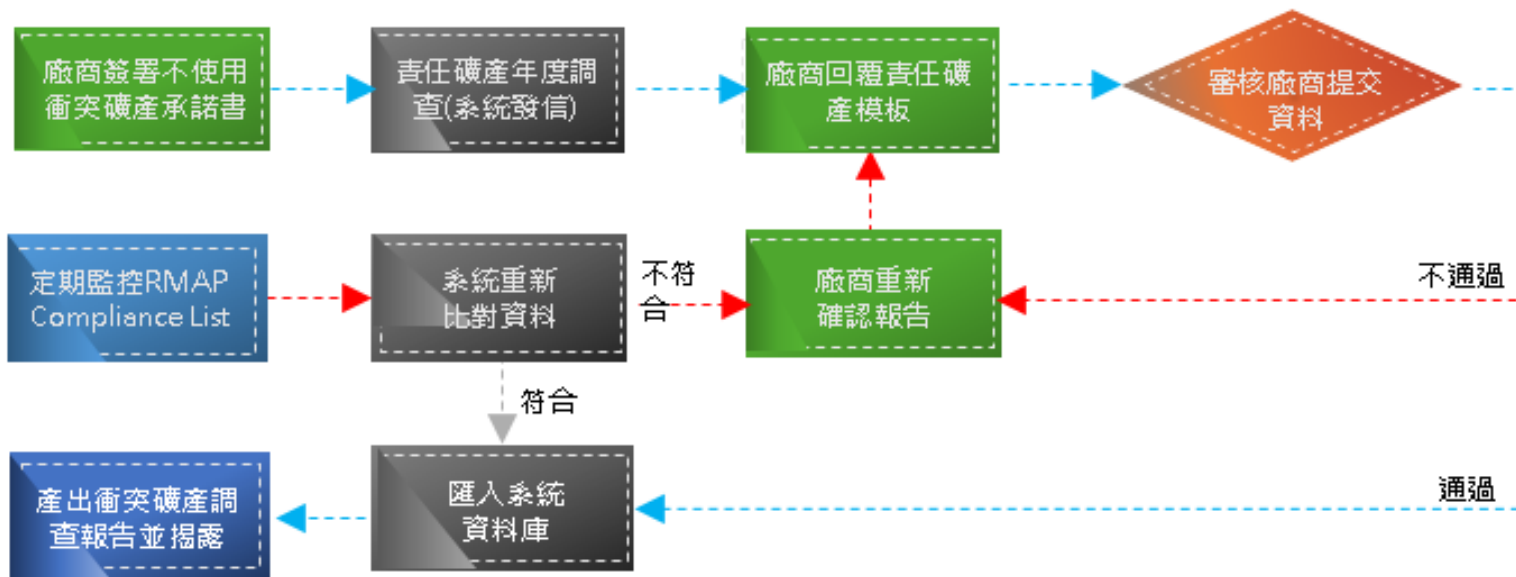 廠商簽署不使用
衝突礦產承諾書
責任礦產年度調
查(系統發信)
廠商回覆責任礦
產模板
審核廠商提交
資料
定期監控RMAP
Compliance List
系統重新
比對資料
不符
合
廠商重新
確認報告
不通過
符合
產出衝突礦產調
查報告並揭露
匯入系統
資料庫
通過